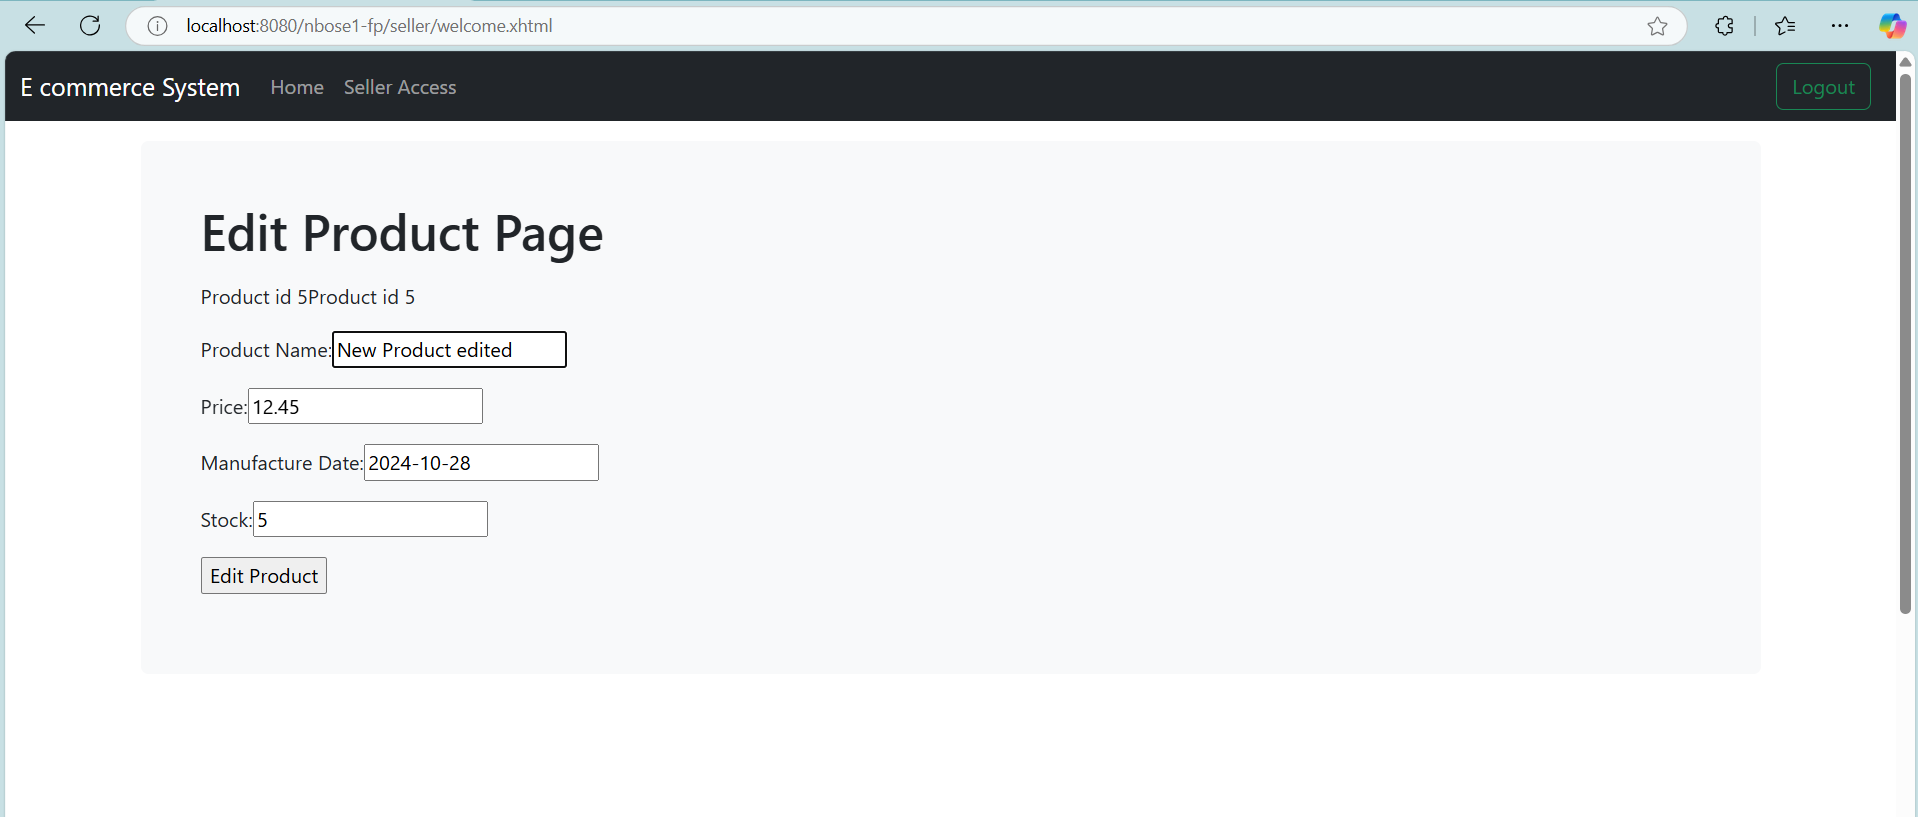 localhost:8080/nbose1-fp/seller/welcome.xhtml
E commerce System Home Seller Access Logout
Edit Product Page
Product id 5Product id 5
Product Name: New Product edited
Price: 12.45
Manufacture Date: 2024-10-28
Stock: 5
Edit Product